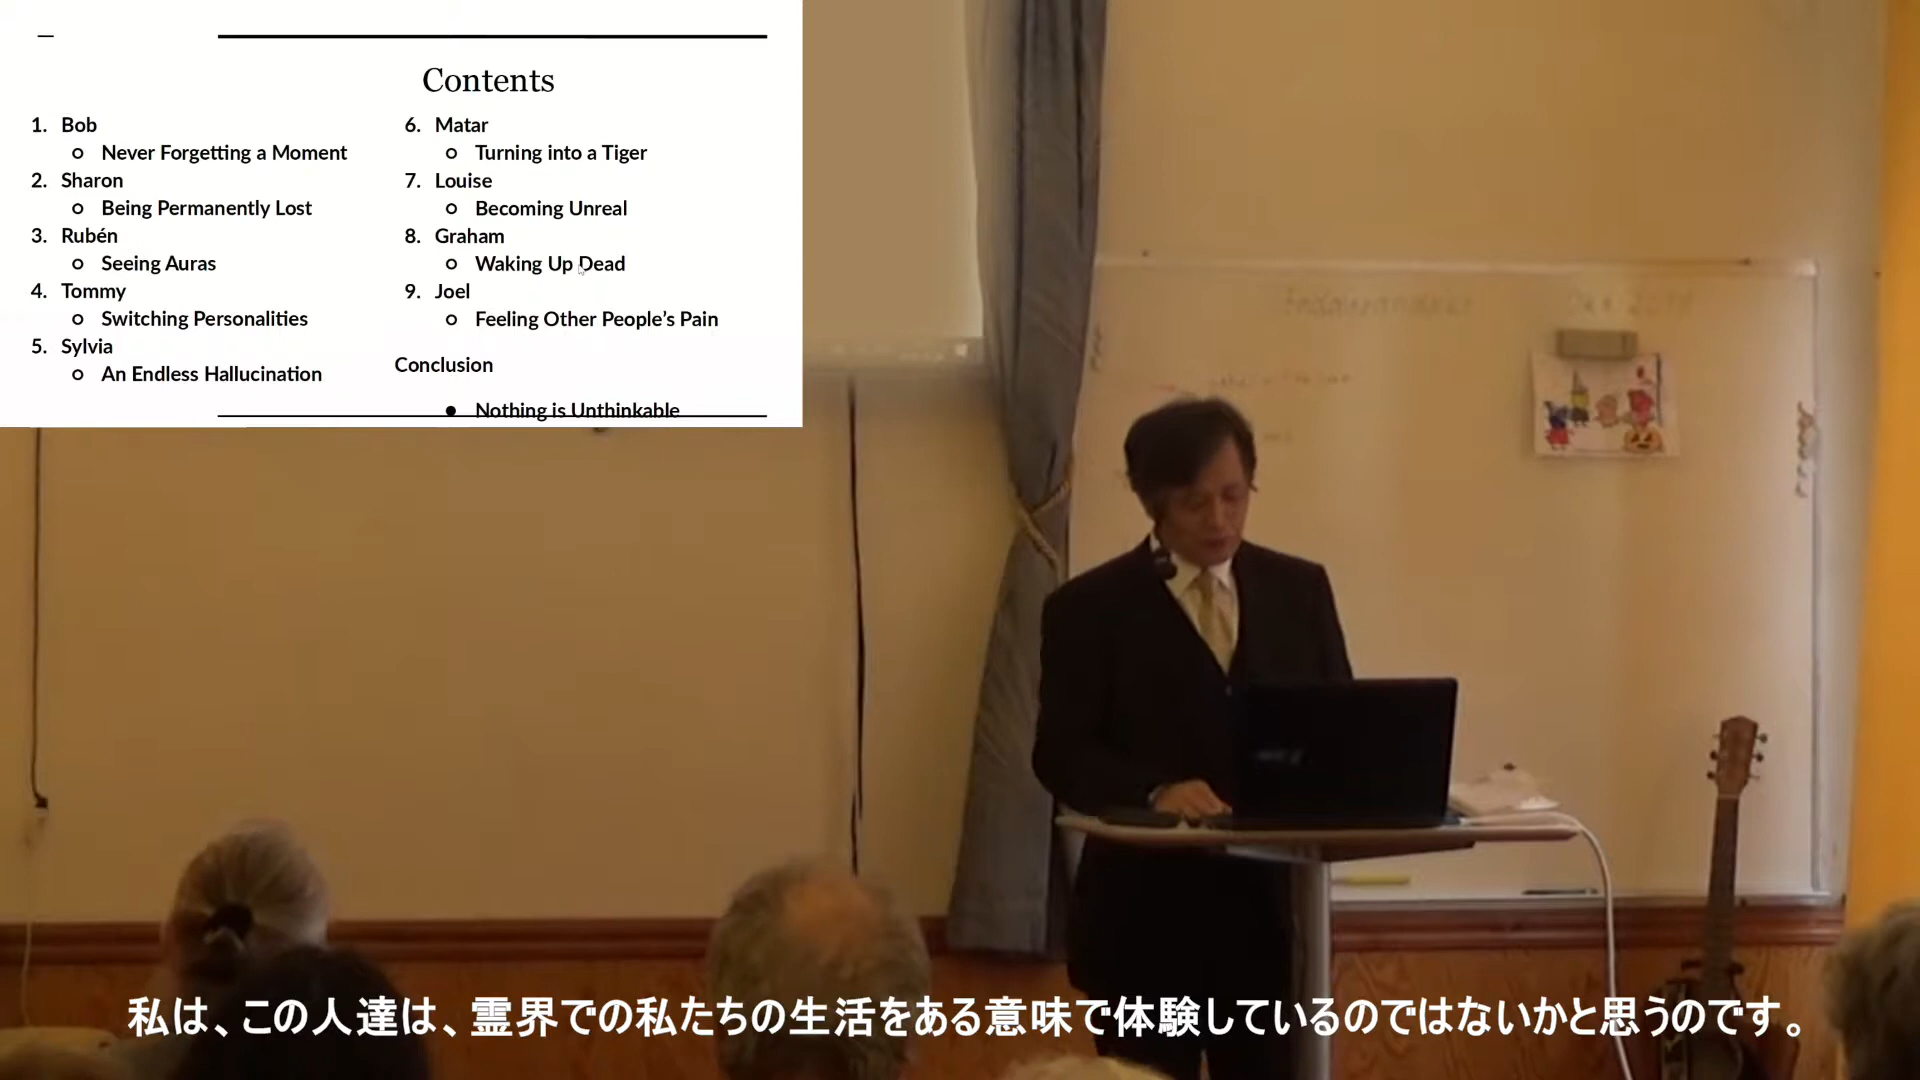 Contents
1. Bob
Never Forgetting a Moment
2. Sharon
Being Permanently Lost
3. Rubén
Seeing Auras
4. Tommy
Switching Personalities
5. Sylvia
An Endless Hallucination
6. Matar
Turning into a Tiger
7. Louise
Becoming Unreal
8. Graham
Waking Up Dead
9. Joel
Feeling Other People's Pain
Conclusion
Nothing is Unthinkable
私は、この人達は、霊界での私たちの生活をある意味で体験しているのではないかと思うのです。